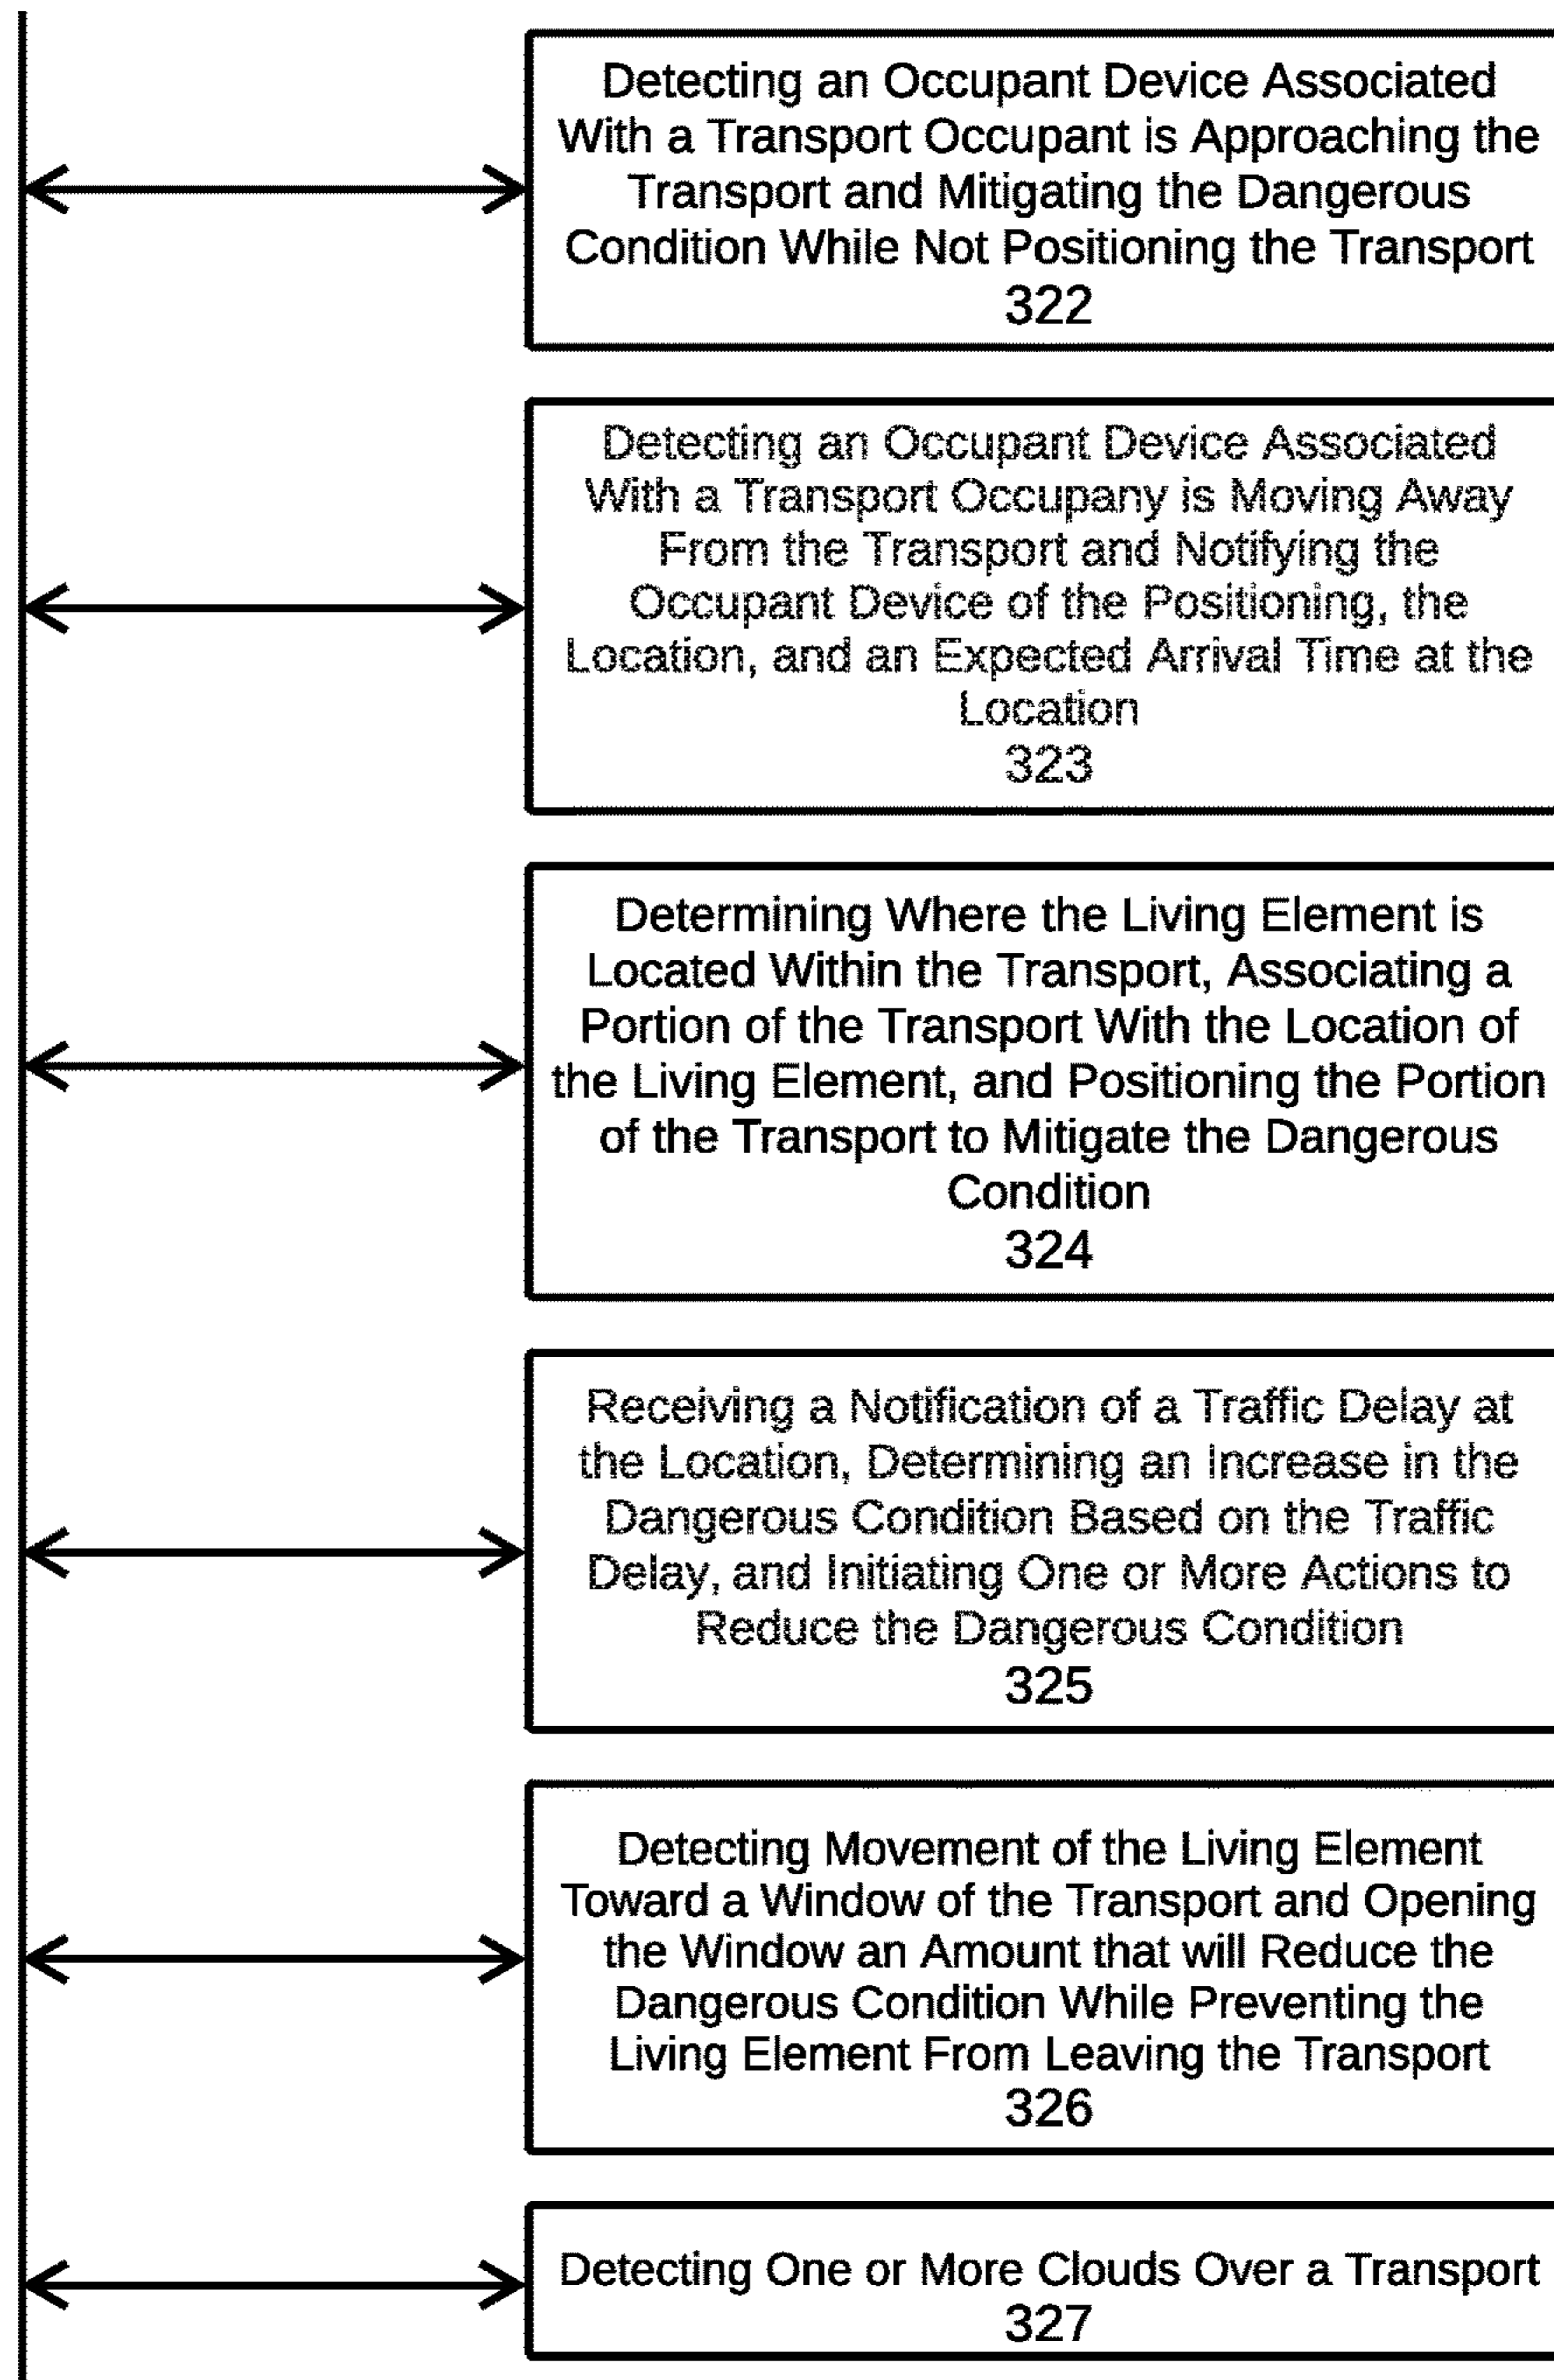 Detecting an Occupant Device Associated
With a Transport Occupant is Approaching the
Transport and Mitigating the Dangerous
Condition While Not Positioning the Transport
322
Detecting an Occupant Device Associated
With a Transport Occupany is Moving Away
From the Transport and Notifying the
Occupant Device of the Positioning, the
Location, and an Expected Arrival Time at the
Location
323
Determining Where the Living Element is
Located Within the Transport, Associating a
Portion of the Transport With the Location of
the Living Element, and Positioning the Portion
of the Transport to Mitigate the Dangerous
Condition
324
Receiving a Notification of a Traffic Delay at
the Location, Determining an Increase in the
Dangerous Condition Based on the Traffic
Delay, and Initiating One or More Actions to
Reduce the Dangerous Condition
325
Detecting Movement of the Living Element
Toward a Window of the Transport and Opening
the Window an Amount that will Reduce the
Dangerous Condition While Preventing the
Living Element From Leaving the Transport
326
Detecting One or More Clouds Over a Transport
327